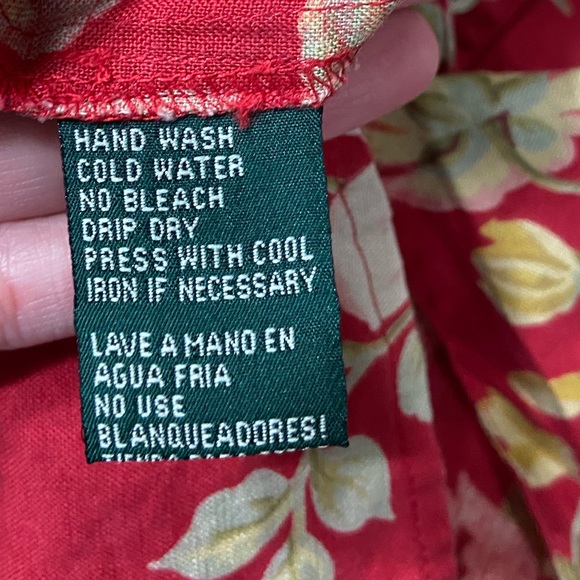 HAND WASH
COLD WATER
NO BLEACH
DRIP DRY
PRESS WITH COOL
IRON IF NECESSARY
LAVE A MANO EN
AGUA FRIA
NO USE
BLANQUEADORES!